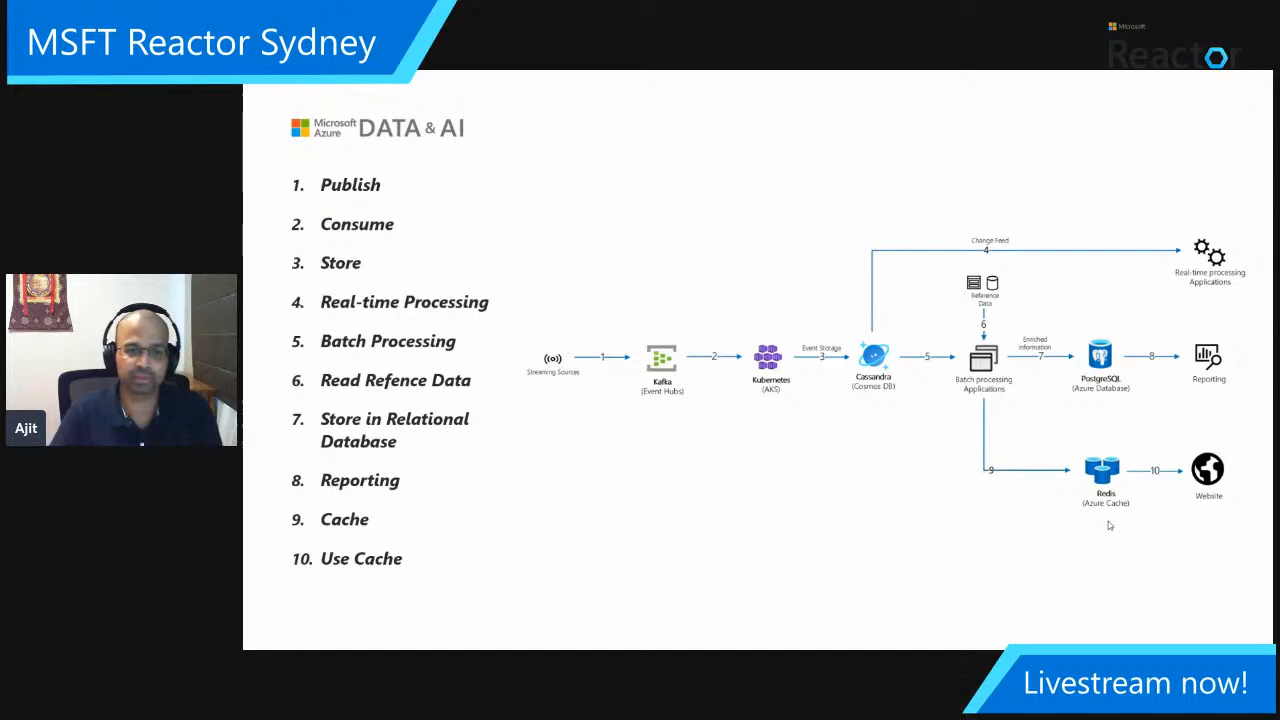 MSFT Reactor Sydney
Microsoft
Reactor
Microsoft
Azure
DATA & AI
1. Publish
2. Consume
3. Store
4. Real-time Processing
5. Batch Processing
6. Read Refence Data
7. Store in Relational
Database
8. Reporting
9. Cache
10. Use Cache
Change Feed
4
Real-time processing
Applications
Reference
Data
6
Streaming Sources
1
Kafka
(Event Hubs)
2
Kubernetes
(AKS)
Event Storage
3
Cassandra
(Cosmos DB)
5
Batch processing
Applications
Enriched
information
7
PostgreSQL
(Azure Database)
8
Reporting
9
Redis
(Azure Cache)
10
Website
Ajit
Livestream now!